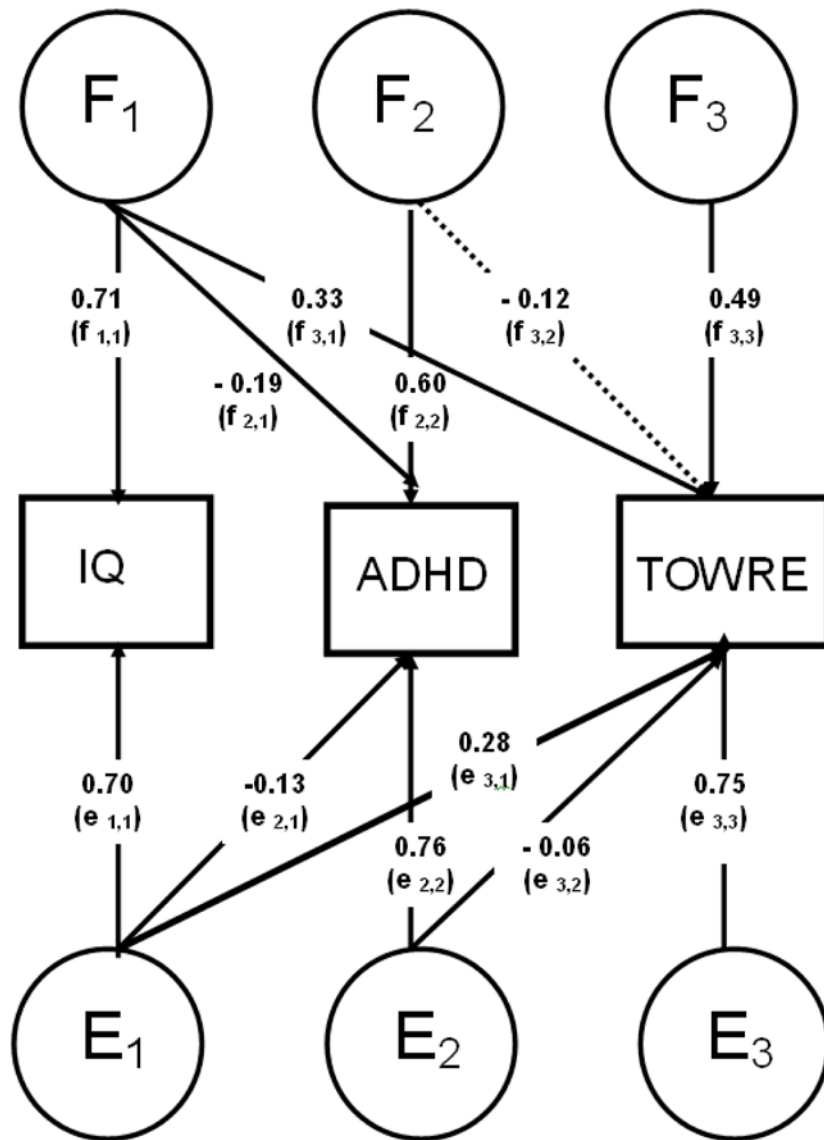 F1
F2
F3
0.71
(f 1,1)
0.33
(f 3,1)
- 0.12
(f 3,2)
0.49
(f 3,3)
- 0.19
(f 2,1)
0.60
(f 2,2)
IQ
ADHD
TOWRE
0.70
(e 1,1)
-0.13
(e 2,1)
0.28
(e 3,1)
0.75
(e 3,3)
0.76
(e 2,2)
- 0.06
(e 3,2)
E1
E2
E3